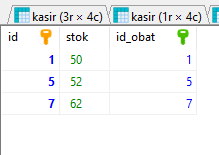 kasir (3r × 4c) kasir (1r × 4c)
id stok id_obat
1 50 1
5 52 5
7 62 7